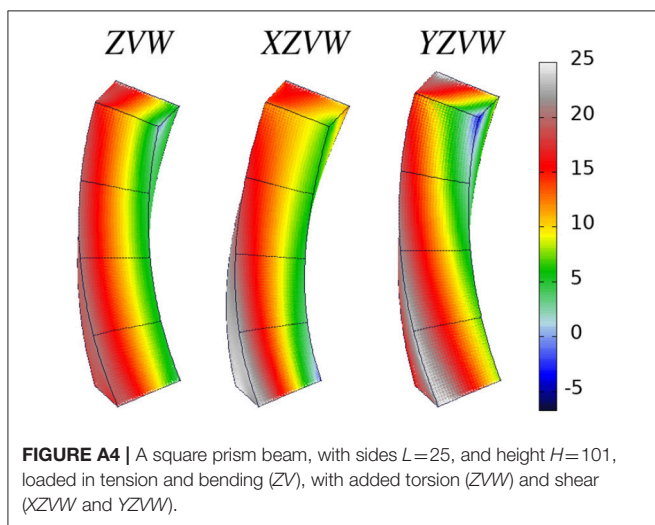 ZVW XZVW YZVW
25
20
15
10
5
0
-5
FIGURE A4 | A square prism beam, with sides L=25, and height H=101,
loaded in tension and bending (ZV), with added torsion (ZVW) and shear
(XZVW and YZVW).